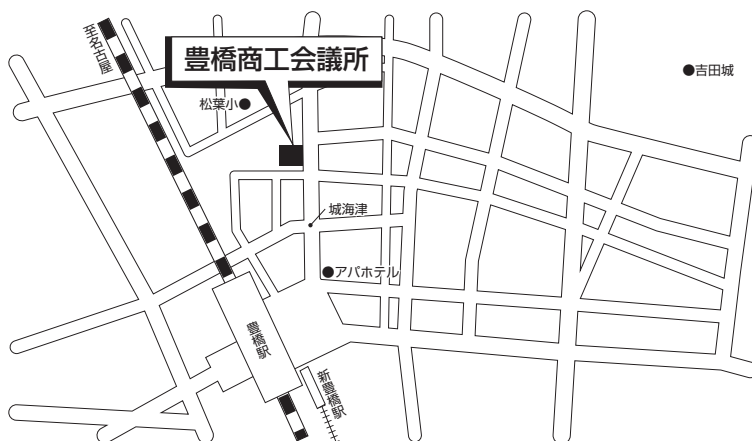 至名古屋
豊橋商工会議所
●吉田城
松葉小●
城海津
●アパホテル
豊橋駅
新豊橋駅